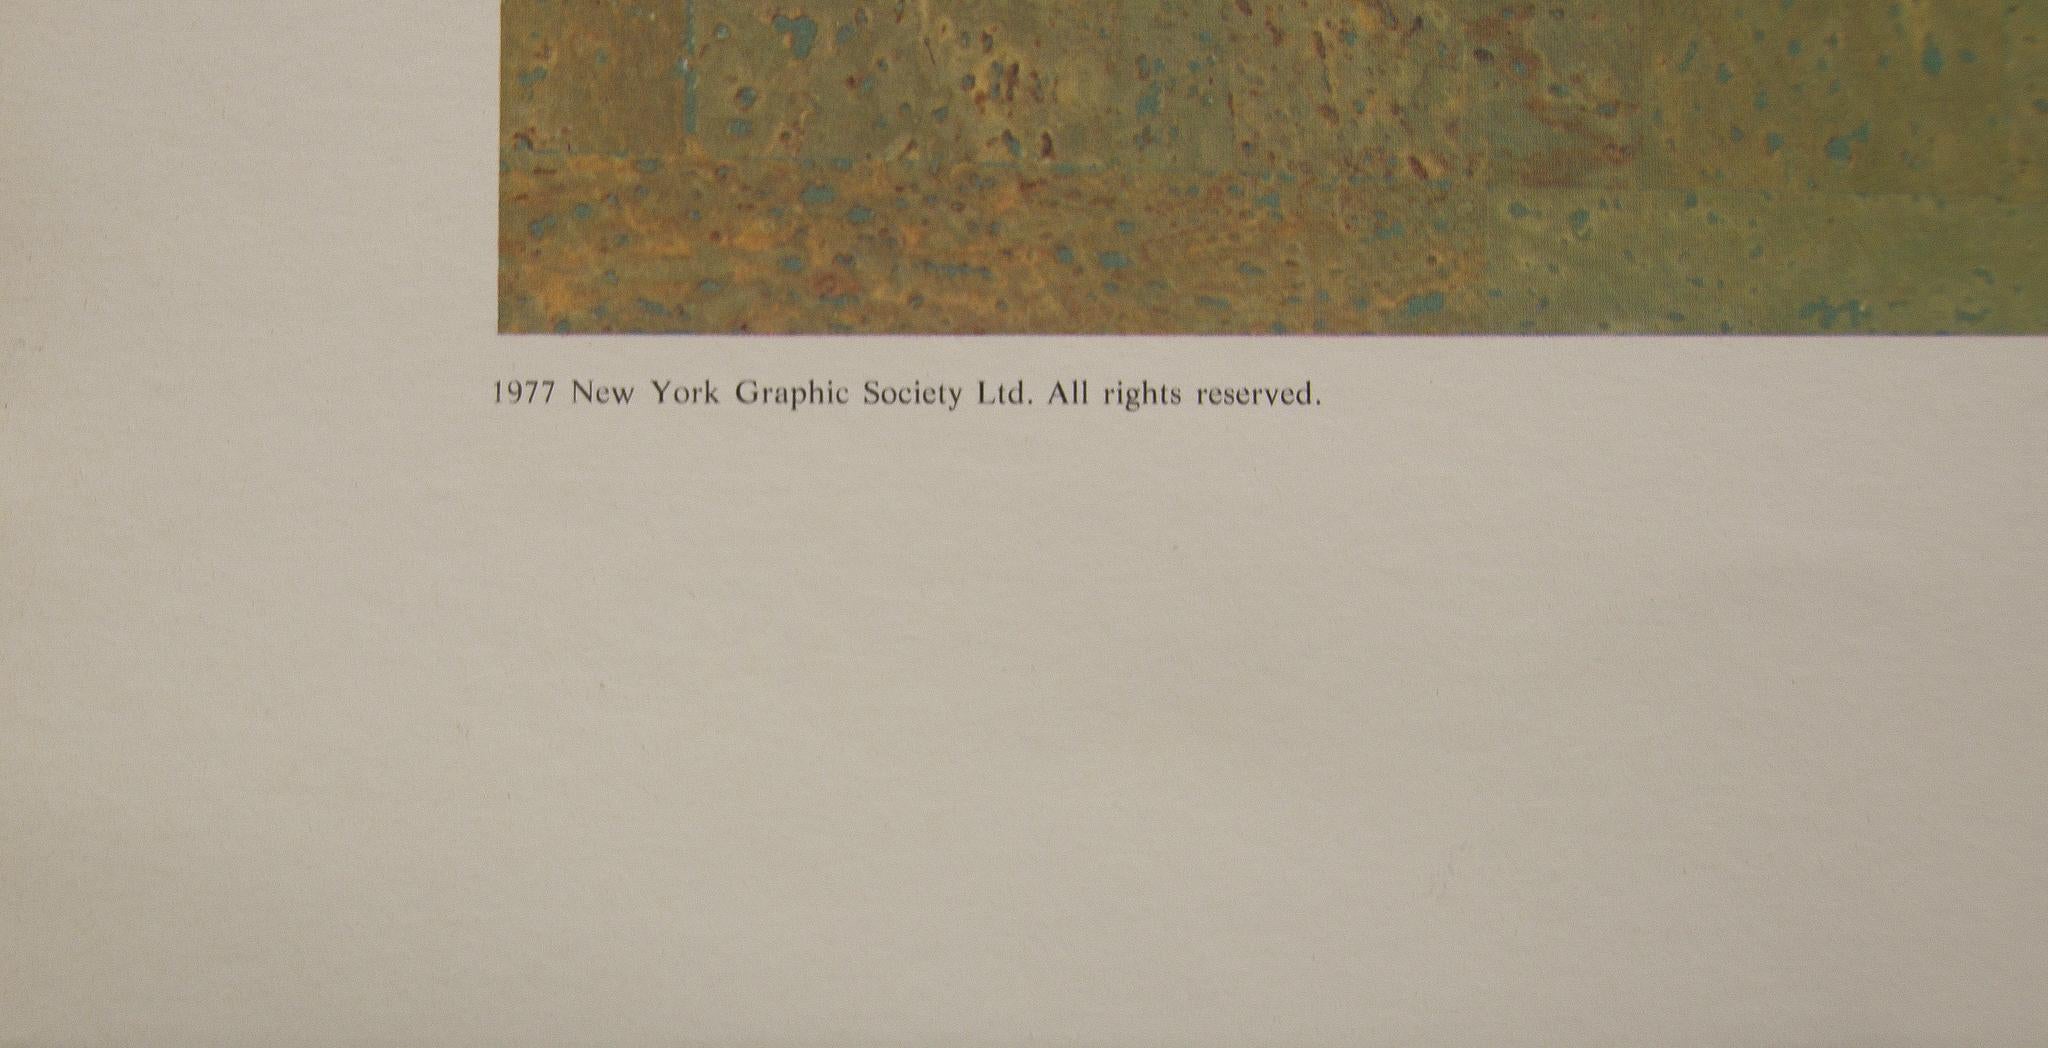 1977 New York Graphic Society Ltd. All rights reserved.